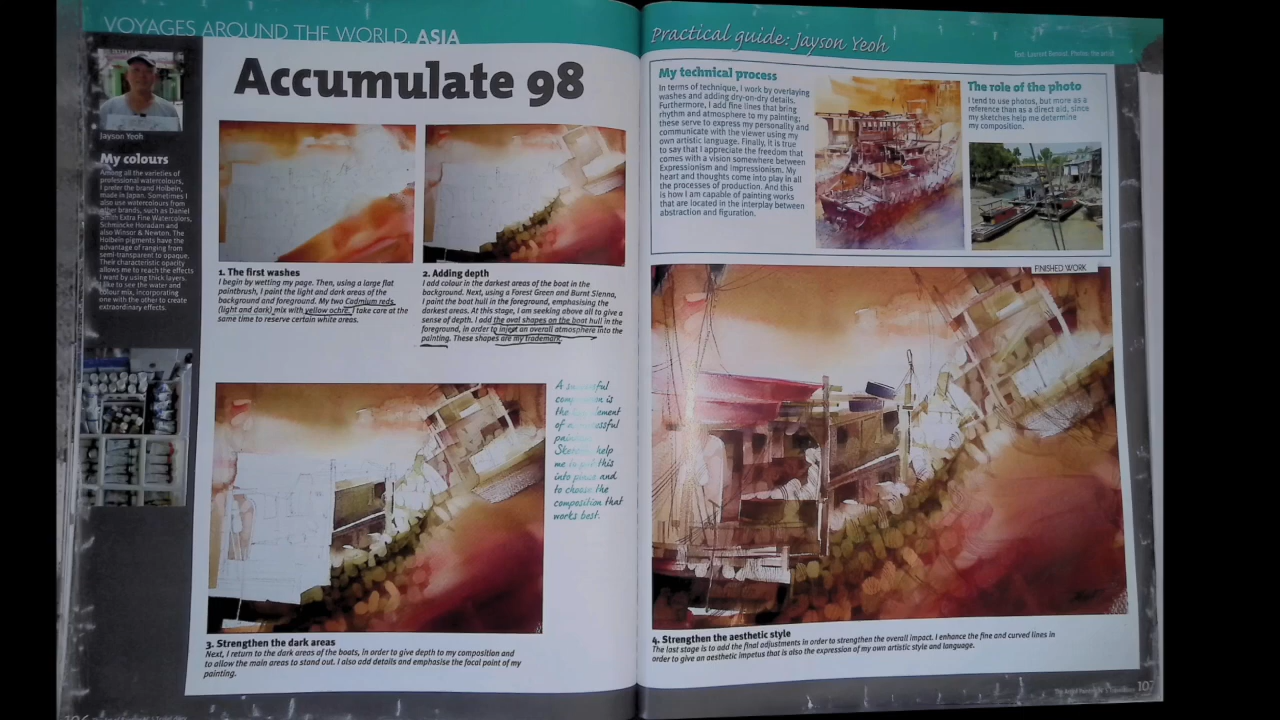 VOYAGES AROUND THE WORLD, ASIA
Jayson Yeoh
My colours
Among all the varieties of
professional watercolours,
I prefer the brand Holbein,
made in Japan. Sometimes I
also use watercolours from
other brands, such as Daniel
Smith Extra Fine Watercolors,
Schmincke Horadam and
also Winsor & Newton. The
Holbein pigments have the
advantage of ranging from
semi-transparent to opaque.
Their characteristic opacity
allows me to reach the effects
I want by using thick layers.
I like to see the water and
colour mix, incorporating
one with the other to create
extraordinary effects.
Accumulate 98
1. The first washes
I begin by wetting my page. Then, using a large flat
paintbrush, I paint the light and dark areas of the
background and foreground. My two Cadmium reds
(light and dark) mix with yellow ochre. I take care at the
same time to reserve certain white areas.
2. Adding depth
I add colour in the darkest areas of the boat in the
background. Next, using a Forest Green and Burnt Sienna,
I paint the boat hull in the foreground, emphasising the
darkest areas. At this stage, I am seeking above all to give a
sense of depth. I add the oval shapes on the boat hull in the
foreground, in order to inject an overall atmosphere into the
painting. These shapes are my trademark.
A successful
composition is
the key element
of a successful
painting.
Sketches help
me to put this
into place and
to choose the
composition that
works best.
3. Strengthen the dark areas
Next, I return to the dark areas of the boats, in order to give depth to my composition and
to allow the main areas to stand out. I also add details and emphasise the focal point of my
painting.
106
Practical guide: Jayson Yeoh
My technical process
In terms of technique, I work by overlaying
washes and adding dry-on-dry details.
Furthermore, I add fine lines that bring
rhythm and atmosphere to my painting;
these serve to express my personality and
communicate with the viewer using my
own artistic language. Finally, it is true
to say that I appreciate the freedom that
comes with a vision somewhere between
Expressionism and impressionism. My
heart and thoughts come into play in all
the processes of production. And this
is how I am capable of painting works
that are located in the interplay between
abstraction and figuration.
The role of the photo
I tend to use photos, but more as a
reference than as a direct aid, since
my sketches help me determine
my composition.
FINISHED WORK
4. Strengthen the aesthetic style
The last stage is to add the final adjustments in order to strengthen the overall impact. I enhance the fine and curved lines in
order to give an aesthetic impetus that is also the expression of my own artistic style and language.
107